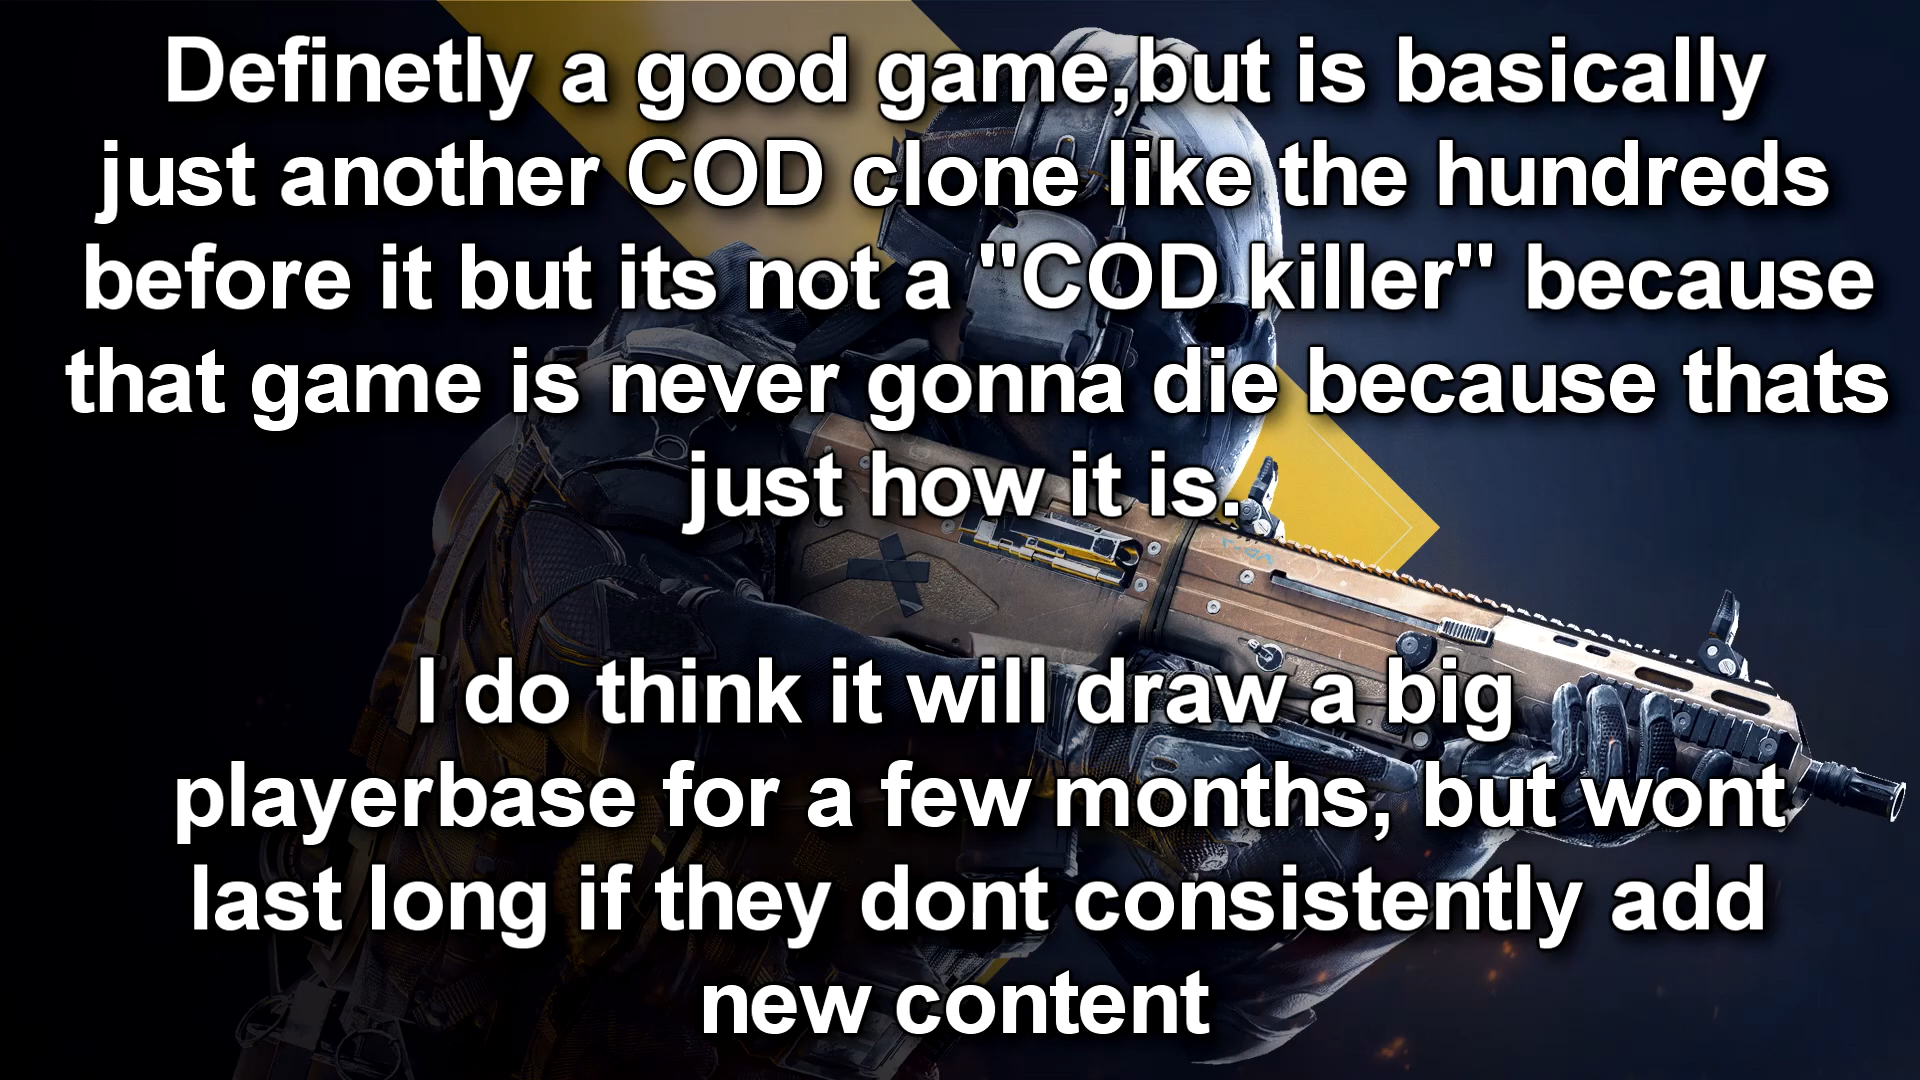 Definetly a good game,but is basically
just another COD clone like the hundreds
before it but its not a "COD killer" because
that game is never gonna die because thats
just how it is.
I do think it will draw a big
playerbase for a few months, but wont
last long if they dont consistently add
new content